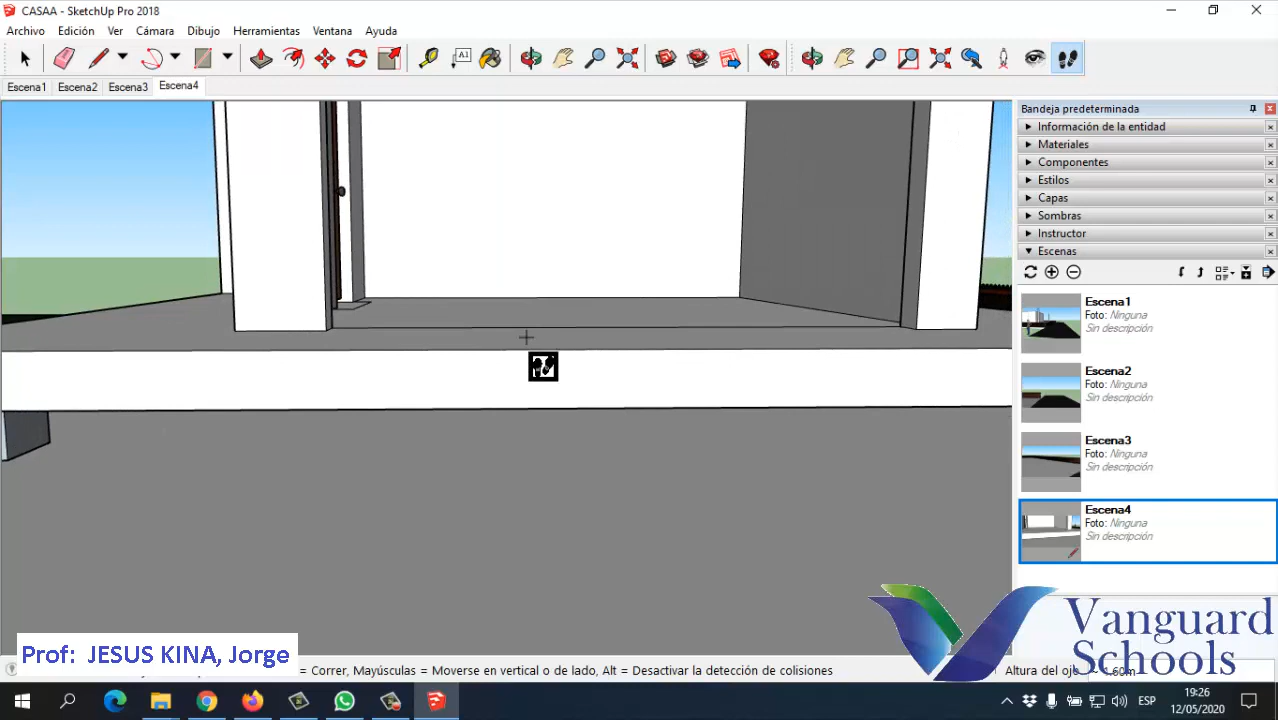 CASAA - SketchUp Pro 2018
Archivo Edición Ver Cámara Dibujo Herramientas Ventana Ayuda
A1
Escena1 Escena2 Escena3 Escena4
Bandeja predeterminada
Información de la entidad
Materiales
Componentes
Estilos
Capas
Sombras
Instructor
Escenas
Escena1
Foto: Ninguna
Sin descripción
Escena2
Foto: Ninguna
Sin descripción
Escena3
Foto: Ninguna
Sin descripción
Escena4
Foto: Ninguna
Sin descripción
Vanguard
Schools
Prof: JESUS KINA, Jorge
= Correr, Mayúsculas = Moverse en vertical o de lado, Alt = Desactivar la detección de colisiones
Altura del ojo
ESP
19:26
12/05/2020